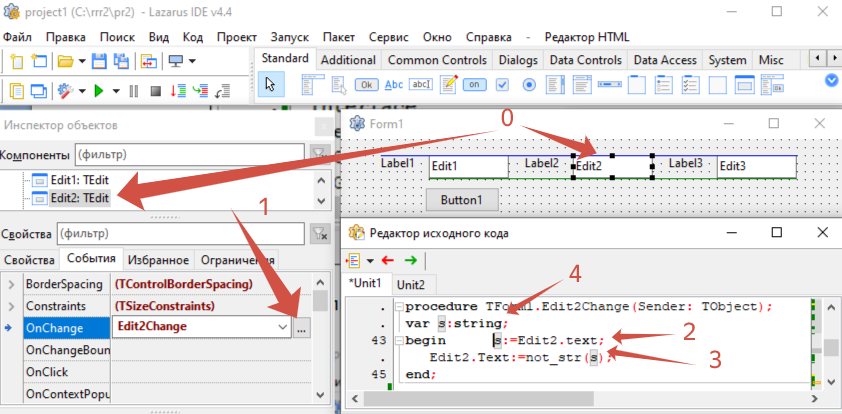 project1 (C:\rrr2\pr2) - Lazarus IDE v4.4
Файл Правка Поиск Вид Код Проект Запуск Пакет Сервис Окно Справка - Редактор HTML
Standard Additional Common Controls Dialogs Data Controls Data Access System Misc
Ok Abc abcI on Ok
Инспектор объектов
Компоненты (фильтр)
Edit1: TEdit
Edit2: TEdit
Свойства (фильтр)
Свойства События Избранное Ограничения
BorderSpacing (TControlBorderSpacing)
Constraints (TSizeConstraints)
OnChange Edit2Change ...
OnChangeBoun
OnClick
OnContextPopu
0
1
Form1
Label1 Edit1 Label2 Edit2 Label3 Edit3
Button1
Редактор исходного кода
*Unit1 Unit2
4
. procedure TForm1.Edit2Change(Sender: TObject);
. var s:string;
43 begin s:=Edit2.text; 2
. Edit2.Text:=not_str(s); 3
45 end;